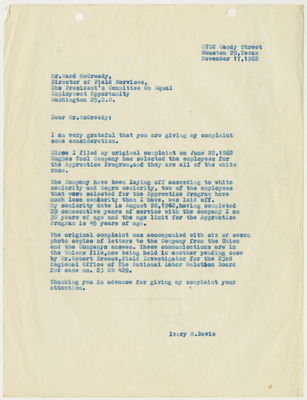 8702 Candy Street
Houston 29,Texas
November 17,1962
Mr.Ward McCreedy,
Director of Field Services,
The President's Committee On Equal
Employment Opportunity
Washington 25,D.C.
Dear Mr.McCreedy:
I am very grateful that you are giving my complaint
some consideration.
Since I filed my original complaint on June 22,1962
Hughes Tool Company has selected the employees for
the Apprentice Program,and they are all of the white
race.
The Company have been laying off according to white
seniority and Negro seniority, two of the employees
that were selected for the Apprentice Program have
much less seniority than I have, was laid off.
My seniority date is August 26,1942,having completed
20 consecutive years of service with the company I am
38 years of age and the age limit for the Apprentice
Program is 45 years of age.
The original complaint was accompanied with six or seven
photo copies of letters to the Company from the Union
and the Companys answer. These communications are in
the Unions file,now being held in another pending case
by Mr.Robert Breaux,Field Investigator for the 23rd
Regional Office of The National Labor Relation Board
for case no. 23 CB 429.
Thanking you in advance for giving my complaint your
attention.
Ivory W.Davis